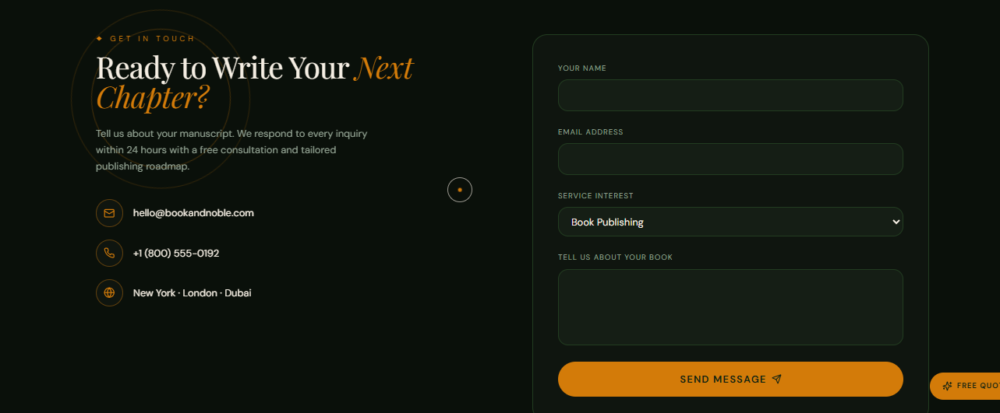 GET IN TOUCH
Ready to Write Your Next
Chapter?
Tell us about your manuscript. We respond to every inquiry
within 24 hours with a free consultation and tailored
publishing roadmap.
hello@bookandnoble.com
+1 (800) 555-0192
New York · London · Dubai
YOUR NAME
EMAIL ADDRESS
SERVICE INTEREST
Book Publishing
TELL US ABOUT YOUR BOOK
SEND MESSAGE
FREE